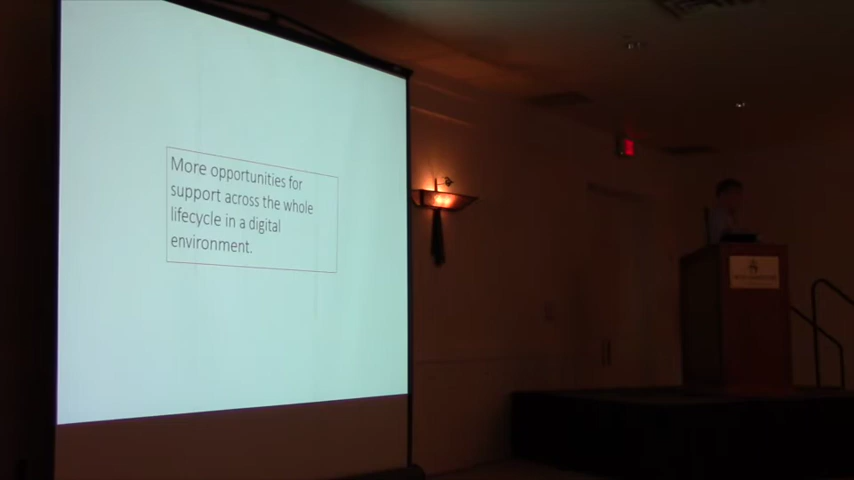 More opportunities for
support across the whole
lifecycle in a digital
environment.